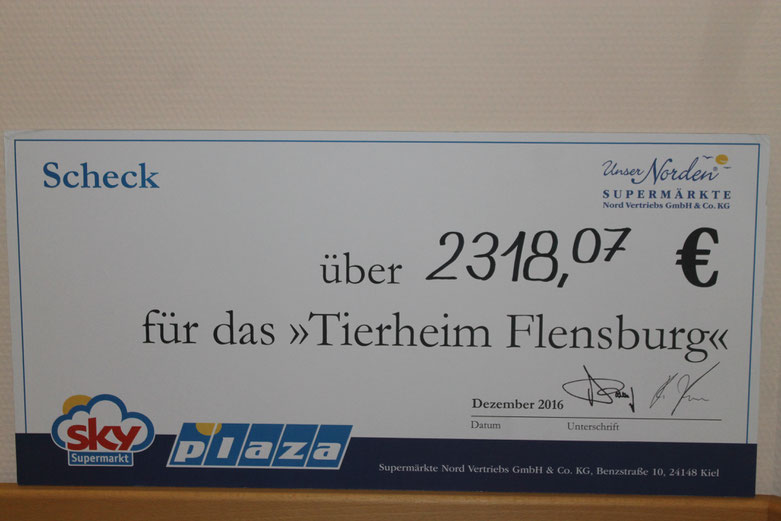 Scheck
Unser Norden®
SUPERMÄRKTE
Nord Vertriebs GmbH & Co. KG
über 2318,07 €
für das »Tierheim Flensburg«
Dezember 2016
Datum Unterschrift
sky
Supermarkt
plaza
Supermärkte Nord Vertriebs GmbH & Co. KG, Benzstraße 10, 24148 Kiel